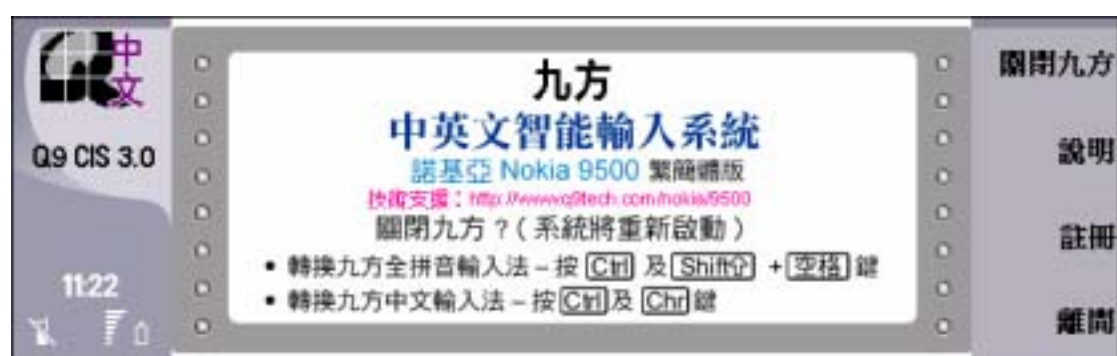 中文
Q9 CIS 3.0
11:22
九方
中英文智能輸入系統
諾基亞 Nokia 9500 繁簡體版
技術支援：http://www.q9tech.com/nokia/9500
關閉九方？( 系統將重新啟動 )
• 轉換九方全拼音輸入法 – 按 Ctrl 及 Shift⇧ + 空格 鍵
• 轉換九方中文輸入法 – 按 Ctrl 及 Chr 鍵
關閉九方
說明
註冊
離開